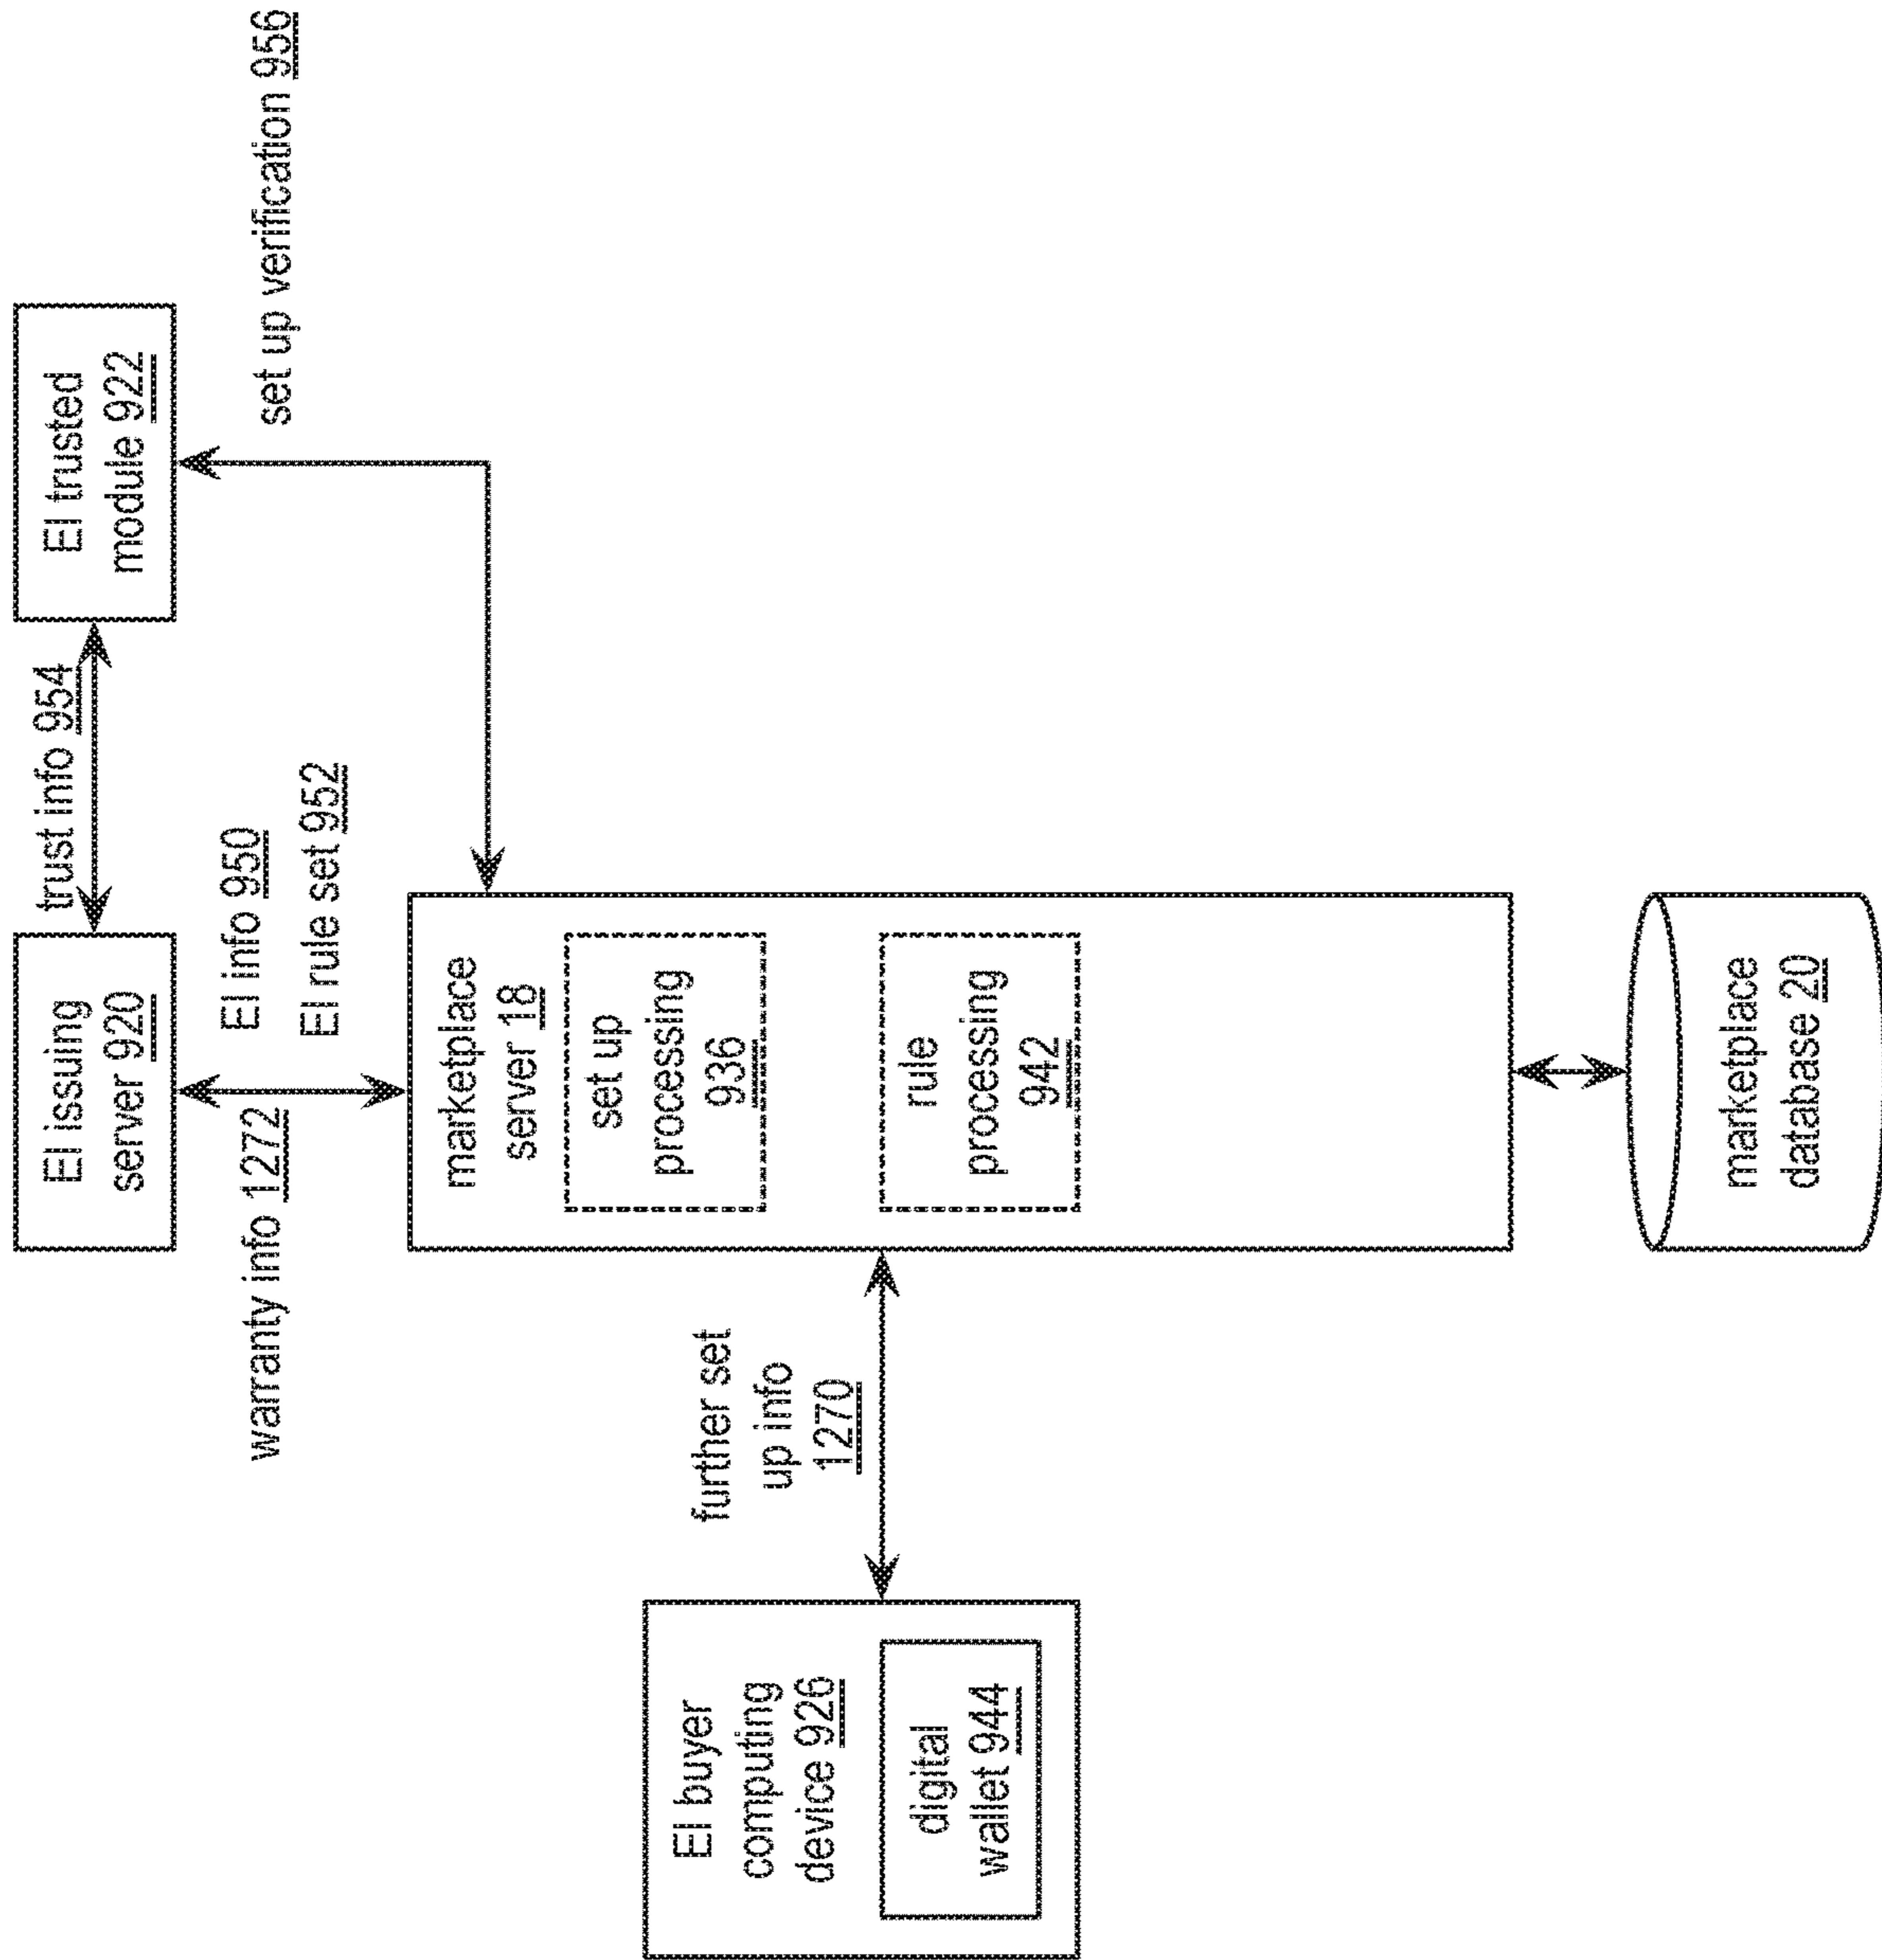 EI issuing
server 920
trust info 954
EI trusted
module 922
warranty info 1272
EI info 950
EI rule set 952
set up verification 956
marketplace
server 18
set up
processing
936
rule
processing
942
further set
up info
1270
EI buyer
computing
device 926
digital
wallet 944
marketplace
database 20